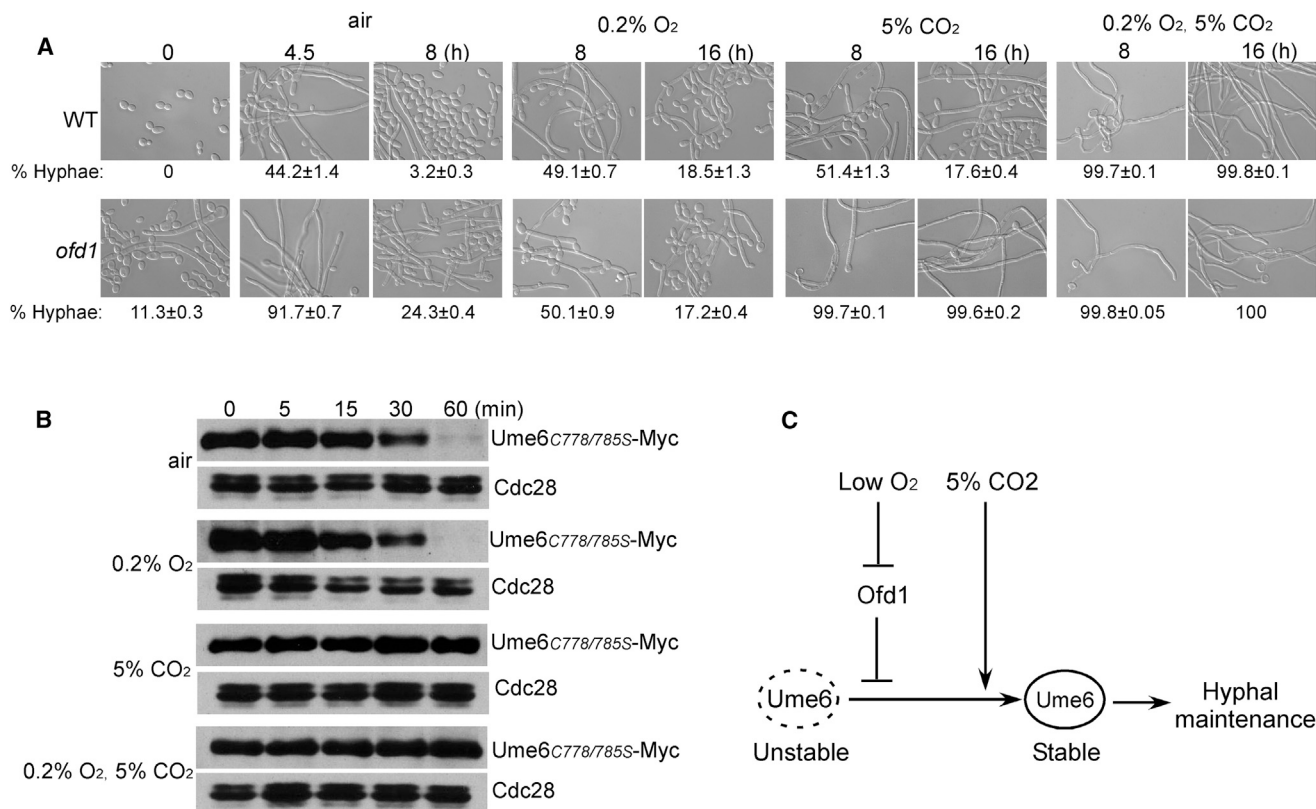 A
air
0.2% O₂
5% CO₂
0.2% O₂, 5% CO₂
0 4.5 8 (h) 8 16 (h) 8 16 (h) 8 16 (h)
WT
% Hyphae: 0 44.2±1.4 3.2±0.3 49.1±0.7 18.5±1.3 51.4±1.3 17.6±0.4 99.7±0.1 99.8±0.1
ofd1
% Hyphae: 11.3±0.3 91.7±0.7 24.3±0.4 50.1±0.9 17.2±0.4 99.7±0.1 99.6±0.2 99.8±0.05 100
B
0 5 15 30 60 (min)
air
Ume6C778/785S-Myc
Cdc28
0.2% O₂
Ume6C778/785S-Myc
Cdc28
5% CO₂
Ume6C778/785S-Myc
Cdc28
0.2% O₂, 5% CO₂
Ume6C778/785S-Myc
Cdc28
C
Low O₂ 5% CO2
Ofd1
Ume6 Ume6 Hyphal
maintenance
Unstable Stable